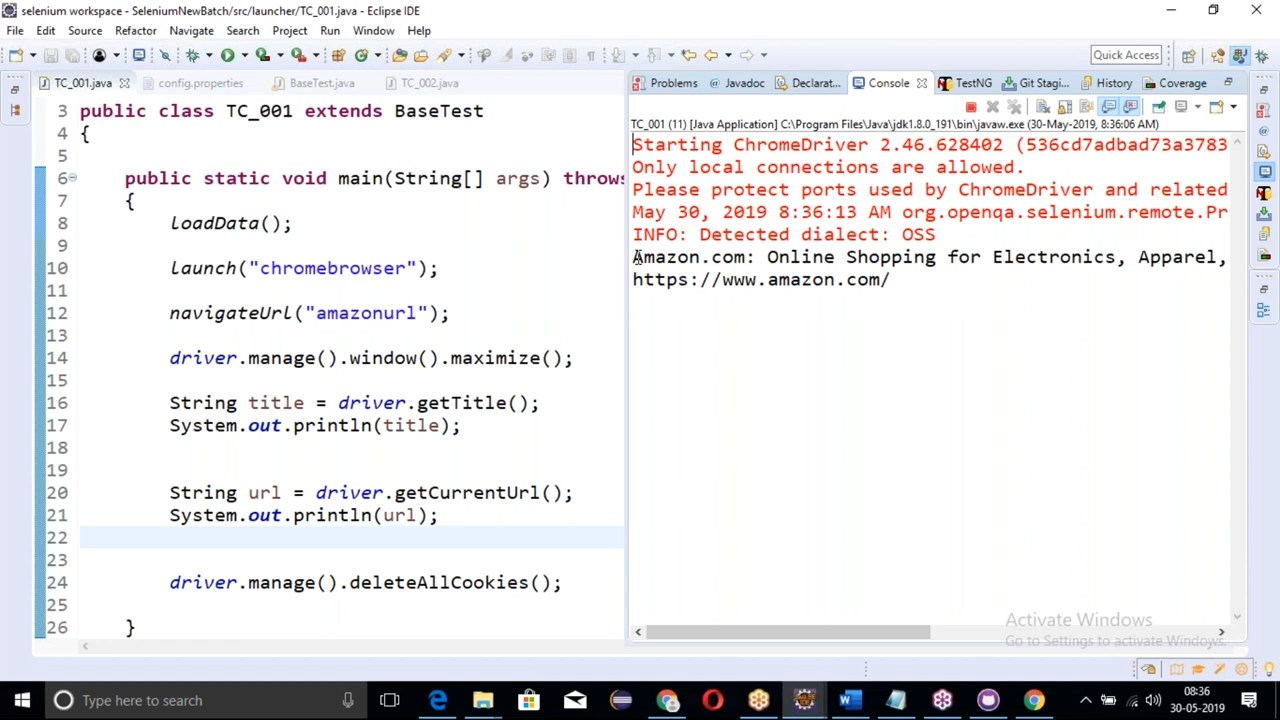 selenium workspace - SeleniumNewBatch/src/launcher/TC_001.java - Eclipse IDE
File Edit Source Refactor Navigate Search Project Run Window Help
Quick Access
TC_001.java config.properties BaseTest.java TC_002.java
Problems Javadoc Declarat... Console TestNG Git Stagi... History Coverage
TC_001 (11) [Java Application] C:\Program Files\Java\jdk1.8.0_191\bin\javaw.exe (30-May-2019, 8:36:06 AM)
3 public class TC_001 extends BaseTest
4 {
5
6 public static void main(String[] args) throws
7 {
8 loadData();
9
10 launch("chromebrowser");
11
12 navigateUrl("amazonurl");
13
14 driver.manage().window().maximize();
15
16 String title = driver.getTitle();
17 System.out.println(title);
18
19
20 String url = driver.getCurrentUrl();
21 System.out.println(url);
22
23
24 driver.manage().deleteAllCookies();
25
26 }
Starting ChromeDriver 2.46.628402 (536cd7adbad73a3783
Only local connections are allowed.
Please protect ports used by ChromeDriver and related
May 30, 2019 8:36:13 AM org.openqa.selenium.remote.Pr
INFO: Detected dialect: OSS
Amazon.com: Online Shopping for Electronics, Apparel,
https://www.amazon.com/
Activate Windows
Go to Settings to activate Windows.
Type here to search
08:36
30-05-2019